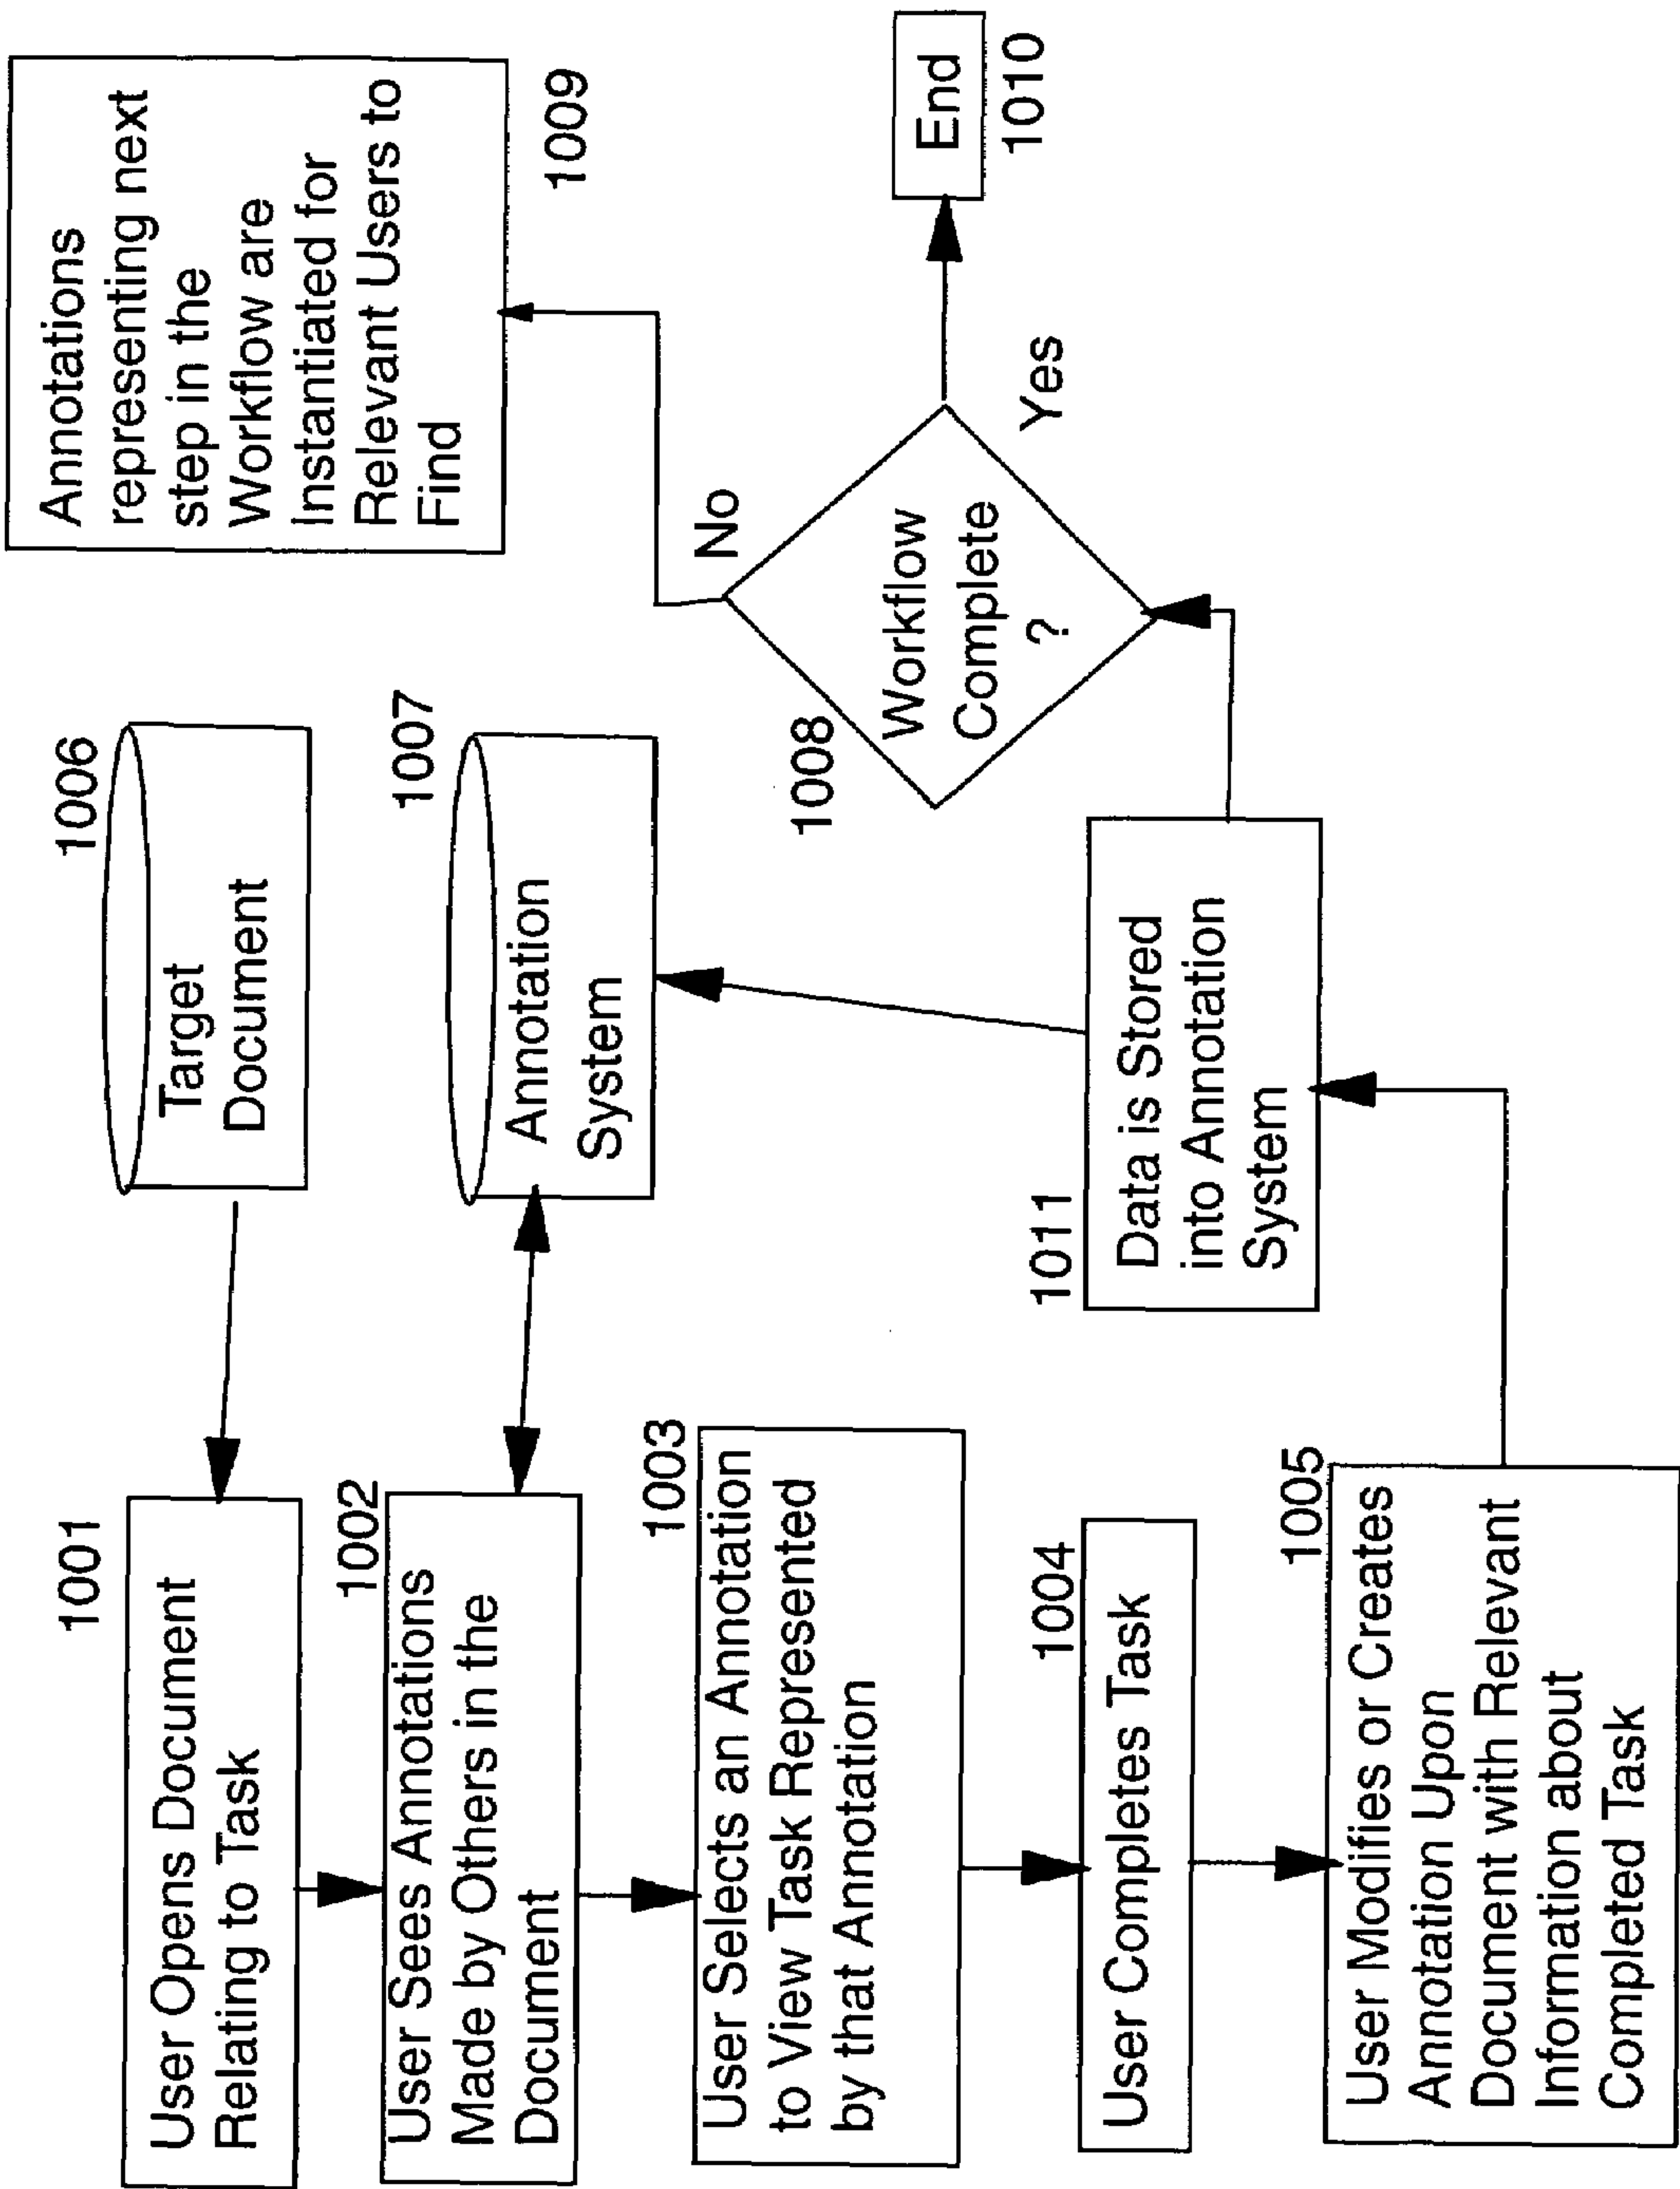 1001
User Opens Document
Relating to Task
1002
User Sees Annotations
Made by Others in the
Document
1003
User Selects an Annotation
to View Task Represented
by that Annotation
1004
User Completes Task
1005
User Modifies or Creates
Annotation Upon
Document with Relevant
Information about
Completed Task
1006
Target
Document
1007
Annotation
System
1011
Data is Stored
into Annotation
System
1008
Workflow
Complete
?
No
Yes
Annotations
representing next
step in the
Workflow are
Instantiated for
Relevant Users to
Find
1009
End
1010